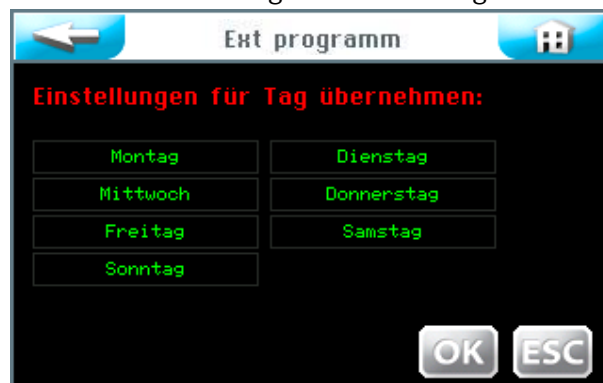 Ext programm
Einstellungen für Tag übernehmen:
Montag Dienstag
Mittwoch Donnerstag
Freitag Samstag
Sonntag
OK ESC